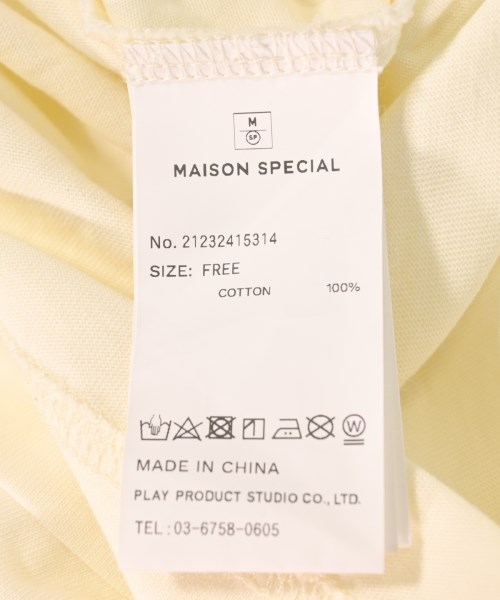 M
SP
MAISON SPECIAL
No. 21232415314
SIZE: FREE
COTTON 100%
W
MADE IN CHINA
PLAY PRODUCT STUDIO CO., LTD.
TEL : 03-6758-0605